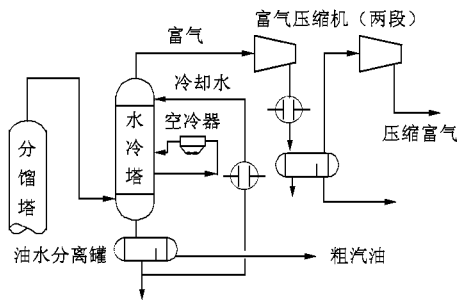 富气压缩机（两段）
富气
冷却水
空冷器
水冷塔
分馏塔
压缩富气
油水分离罐
粗汽油